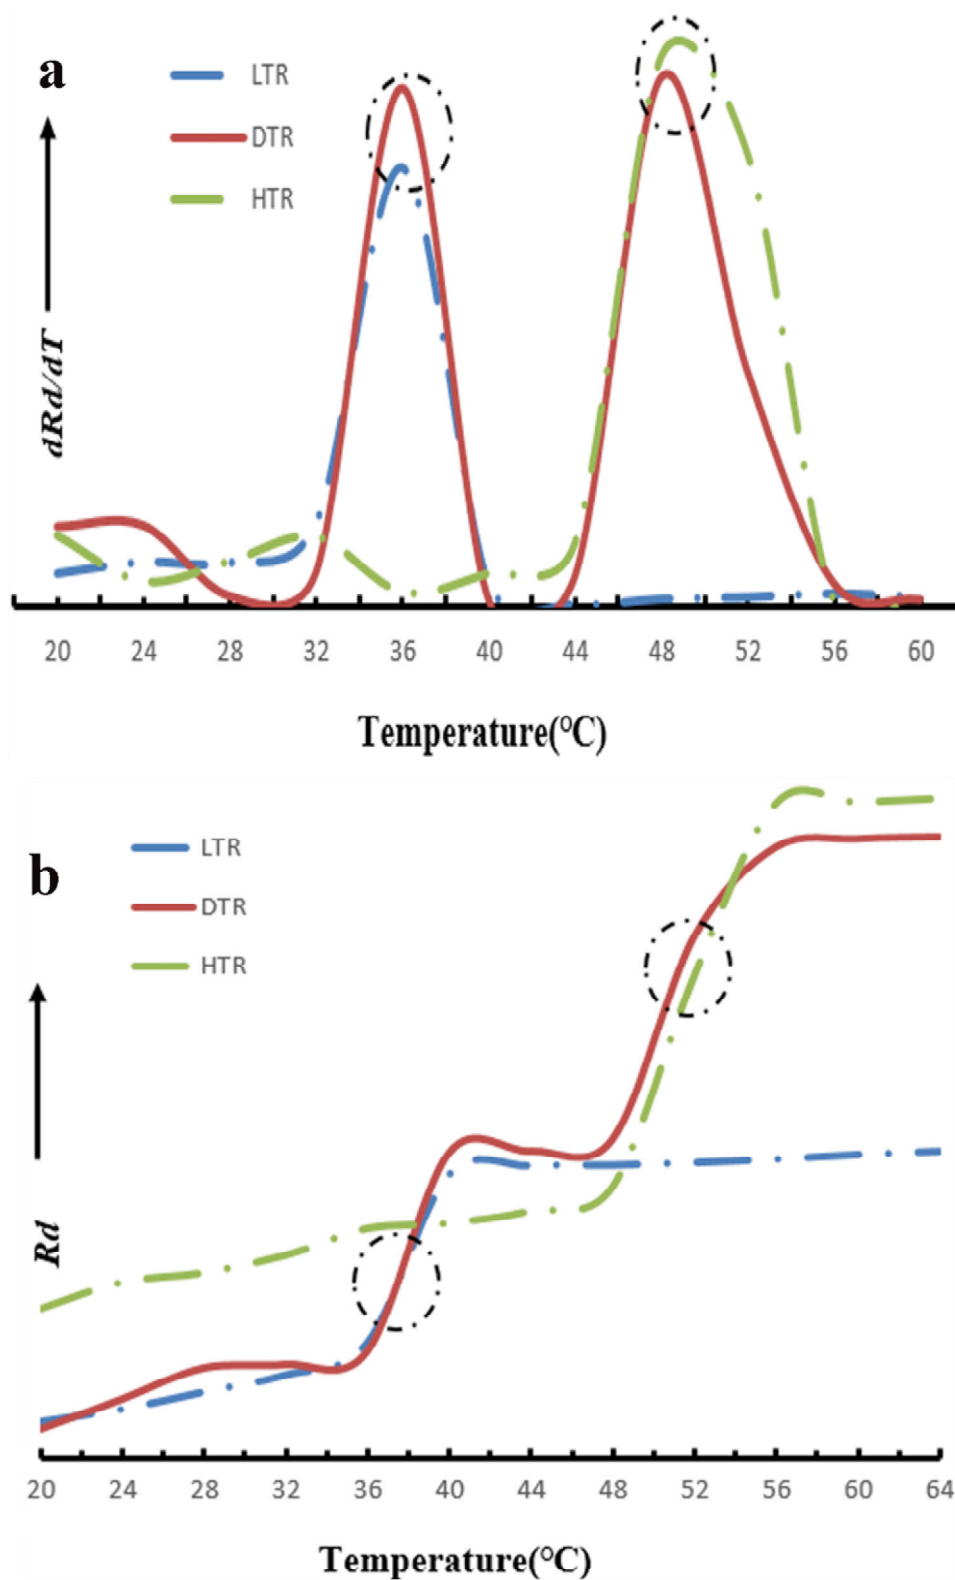 a
LTR
DTR
HTR
dRd/dT
20 24 28 32 36 40 44 48 52 56 60
Temperature(°C)
b
LTR
DTR
HTR
Rd
20 24 28 32 36 40 44 48 52 56 60 64
Temperature(°C)